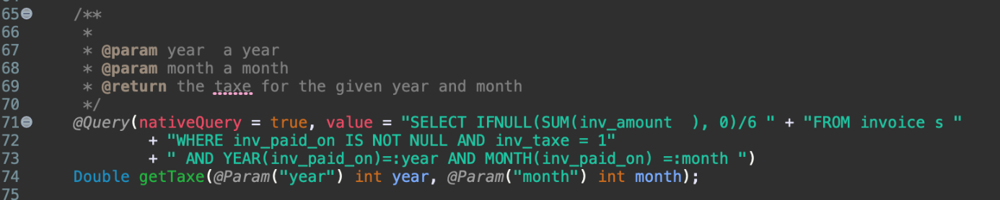 65 /**
66 *
67 * @param year  a year
68 * @param month a month
69 * @return the taxe for the given year and month
70 */
71 @Query(nativeQuery = true, value = "SELECT IFNULL(SUM(inv_amount  ), 0)/6 " + "FROM invoice s "
72 + "WHERE inv_paid_on IS NOT NULL AND inv_taxe = 1"
73 + " AND YEAR(inv_paid_on)=:year AND MONTH(inv_paid_on) =:month ")
74 Double getTaxe(@Param("year") int year, @Param("month") int month);
75